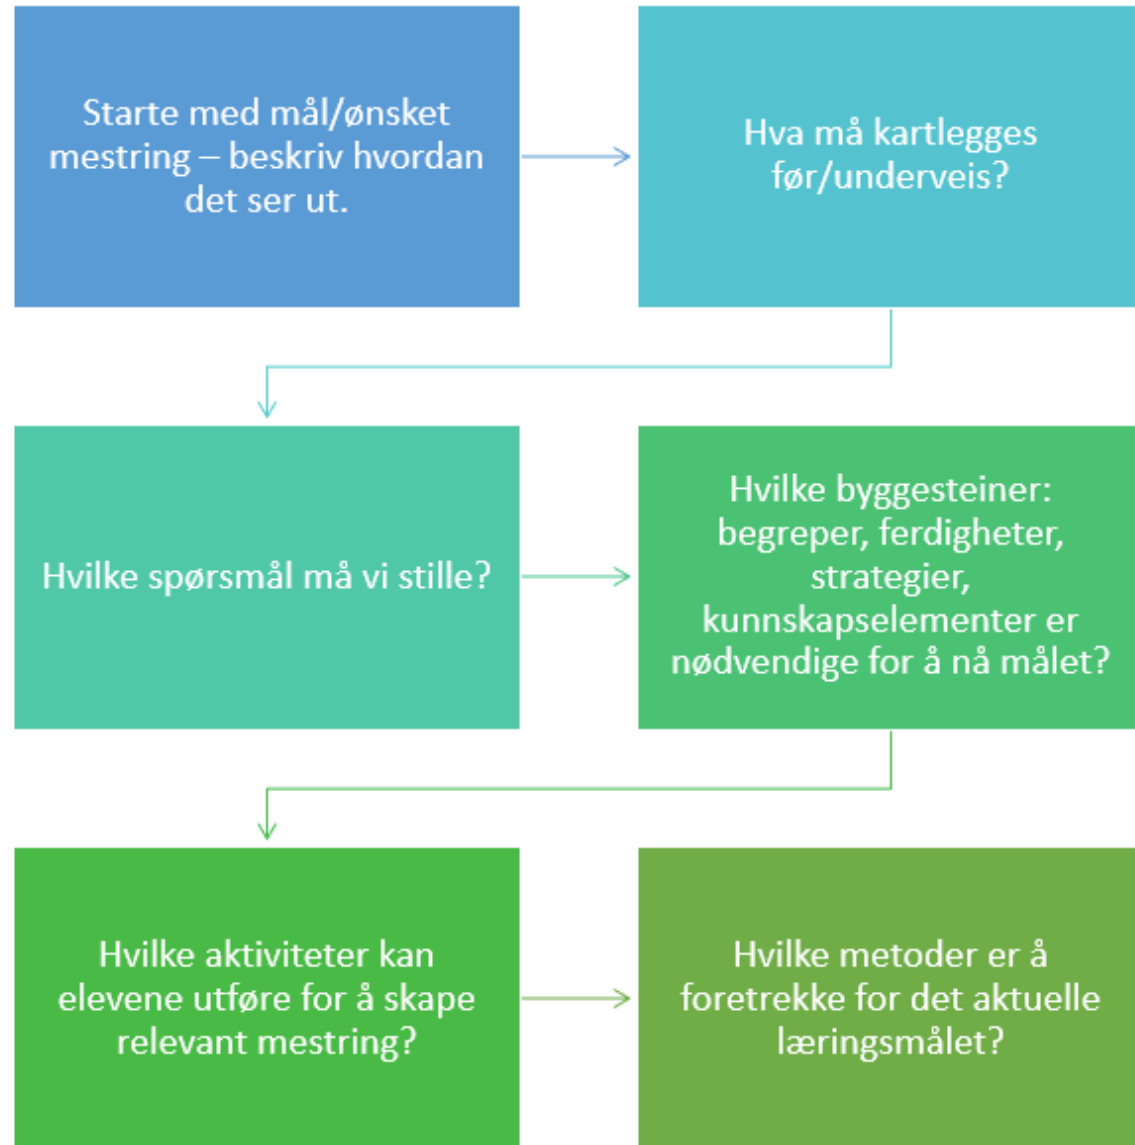 Starte med mål/ønsket
mestring – beskriv hvordan
det ser ut.
Hva må kartlegges
før/underveis?
Hvilke spørsmål må vi stille?
Hvilke byggesteiner:
begreper, ferdigheter,
strategier,
kunnskapselementer er
nødvendige for å nå målet?
Hvilke aktiviteter kan
elevene utføre for å skape
relevant mestring?
Hvilke metoder er å
foretrekke for det aktuelle
læringsmålet?